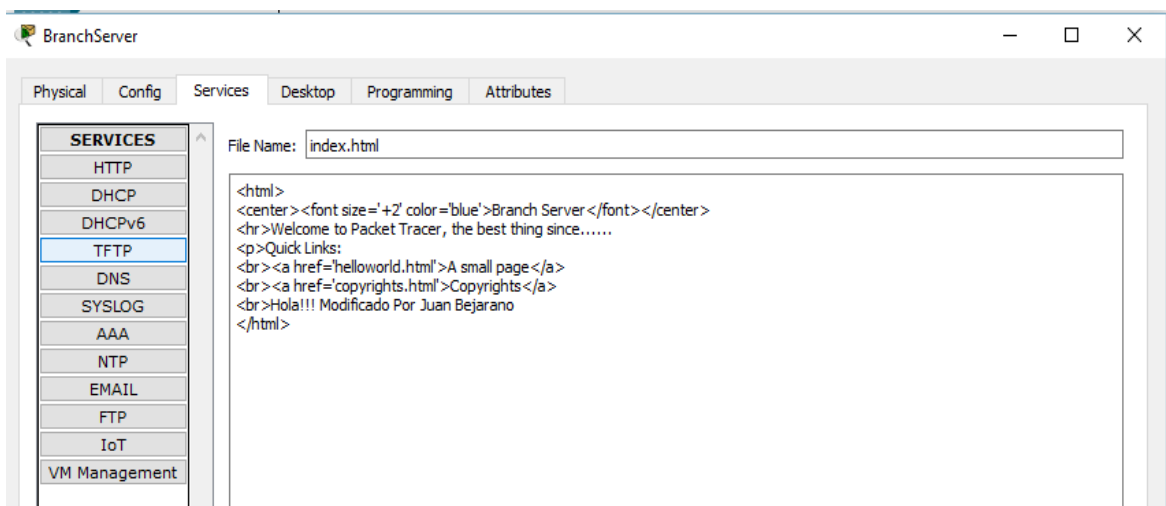 BranchServer
Physical Config Services Desktop Programming Attributes
SERVICES
HTTP
DHCP
DHCPv6
TFTP
DNS
SYSLOG
AAA
NTP
EMAIL
FTP
IoT
VM Management
File Name: index.html
<html>
<center><font size='+2' color='blue'>Branch Server</font></center>
<hr>Welcome to Packet Tracer, the best thing since......
<p>Quick Links:
<br><a href='helloworld.html'>A small page</a>
<br><a href='copyrights.html'>Copyrights</a>
<br>Hola!!! Modificado Por Juan Bejarano
</html>